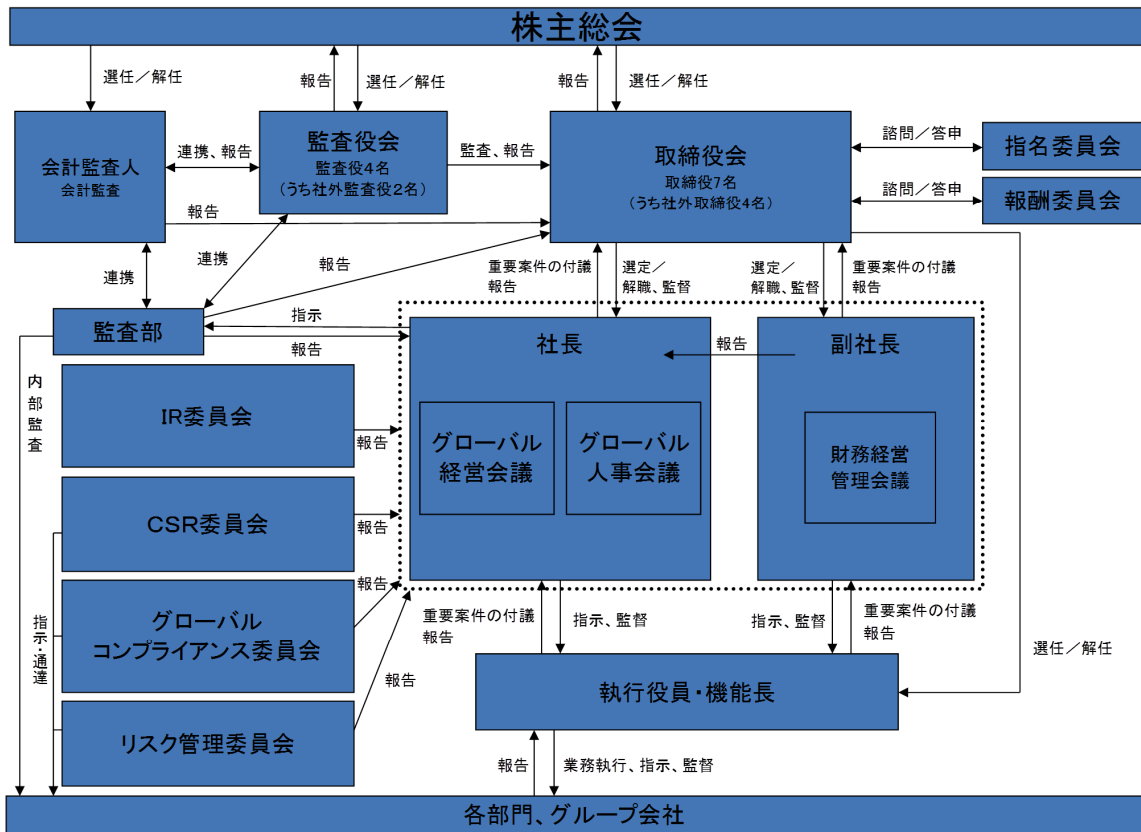 株主総会
選任／解任
報告
選任／解任
報告
選任／解任
会計監査人
会計監査
連携、報告
監査役会
監査役4名
（うち社外監査役2名）
監査、報告
取締役会
取締役7名
（うち社外取締役4名）
諮問／答申
指名委員会
諮問／答申
報酬委員会
報告
連携
連携
報告
重要案件の付議
報告
選定／
解職、監督
選定／
解職、監督
重要案件の付議
報告
監査部
指示
報告
社長
報告
副社長
内部監査
IR委員会
報告
グローバル
経営会議
グローバル
人事会議
財務経営
管理会議
CSR委員会
報告
報告
グローバル
コンプライアンス委員会
指示・通達
報告
重要案件の付議
報告
指示、監督
指示、監督
重要案件の付議
報告
選任／解任
執行役員・機能長
リスク管理委員会
報告
業務執行、指示、監督
各部門、グループ会社